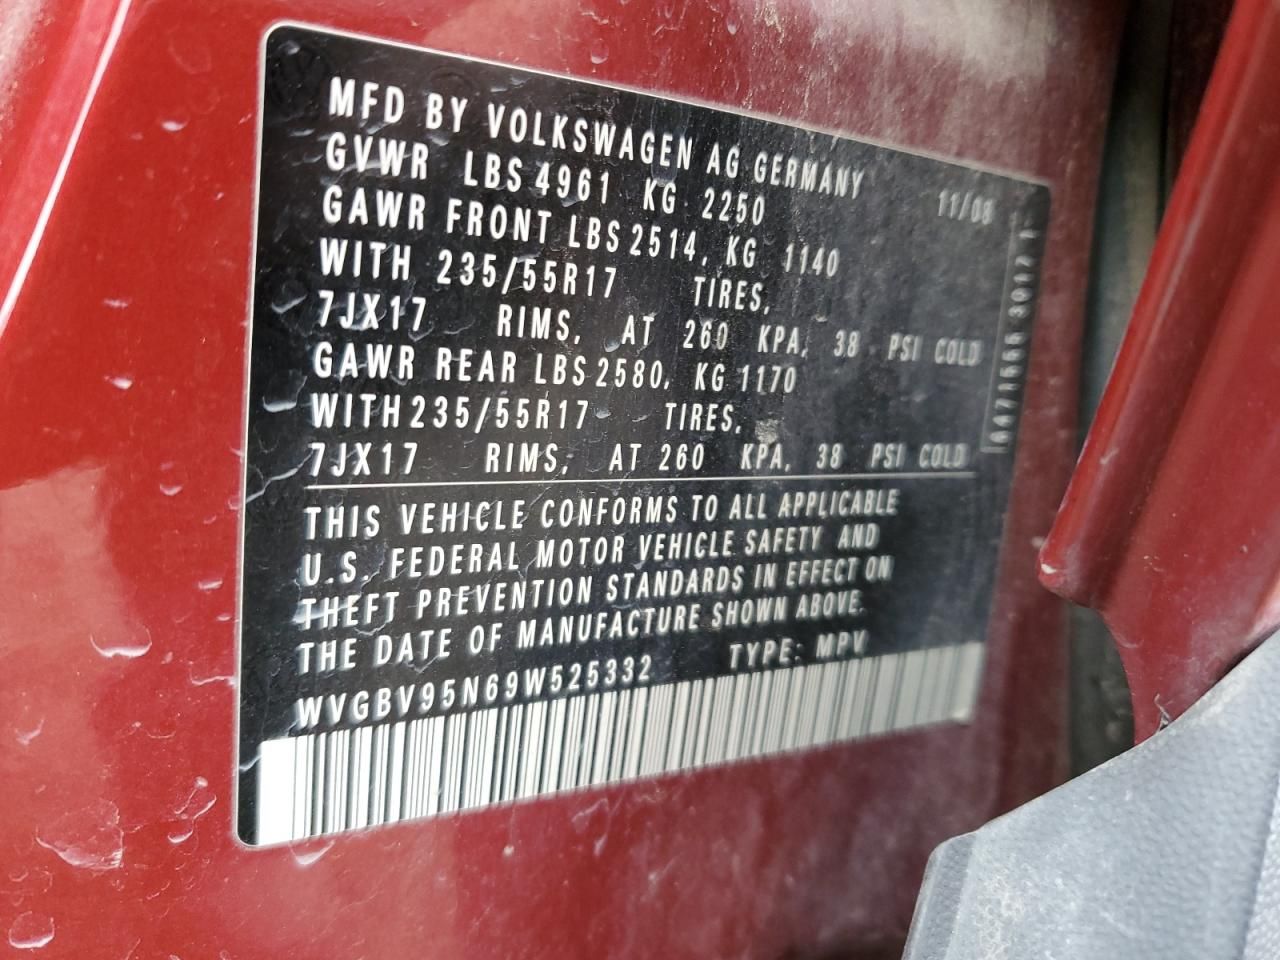 MFD BY VOLKSWAGEN AG GERMANY 11/08
GVWR LBS 4961 KG 2250
GAWR FRONT LBS 2514, KG 1140
WITH 235/55R17 TIRES,
7JX17 RIMS, AT 260 KPA, 38 PSI COLD
GAWR REAR LBS 2580, KG 1170
WITH 235/55R17 TIRES,
7JX17 RIMS, AT 260 KPA, 38 PSI COLD
THIS VEHICLE CONFORMS TO ALL APPLICABLE
U.S. FEDERAL MOTOR VEHICLE SAFETY AND
THEFT PREVENTION STANDARDS IN EFFECT ON
THE DATE OF MANUFACTURE SHOWN ABOVE.
WVGBV95N69W525332 TYPE: MPV